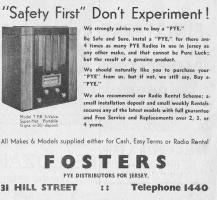 "Safety First" Don't Experiment!
We strongly advise you to buy a "PYE."
Be Safe and Sure, instal a "PYE," for there are
4 times as many PYE Radios in use in Jersey as
any other make, and that cannot be Pure Luck;
but the result of a genuine product.
We should naturally like you to purchase your
"PYE" from us, but if not, we still say, Buy a
"PYE."
We also recommend our Radio Rental Scheme: a
small installation deposit and small weekly Rentals
secures any of the latest models with full guarantee
and Free Service and Replacements over 2, 3, or
4 years.
Portable
All Makes & Models supplied either for Cash, Easy Terms or Radio Rental
FOSTERS
PYE DISTRIBUTORS FOR JERSEY.
31 HILL STREET :: Telephone 1440